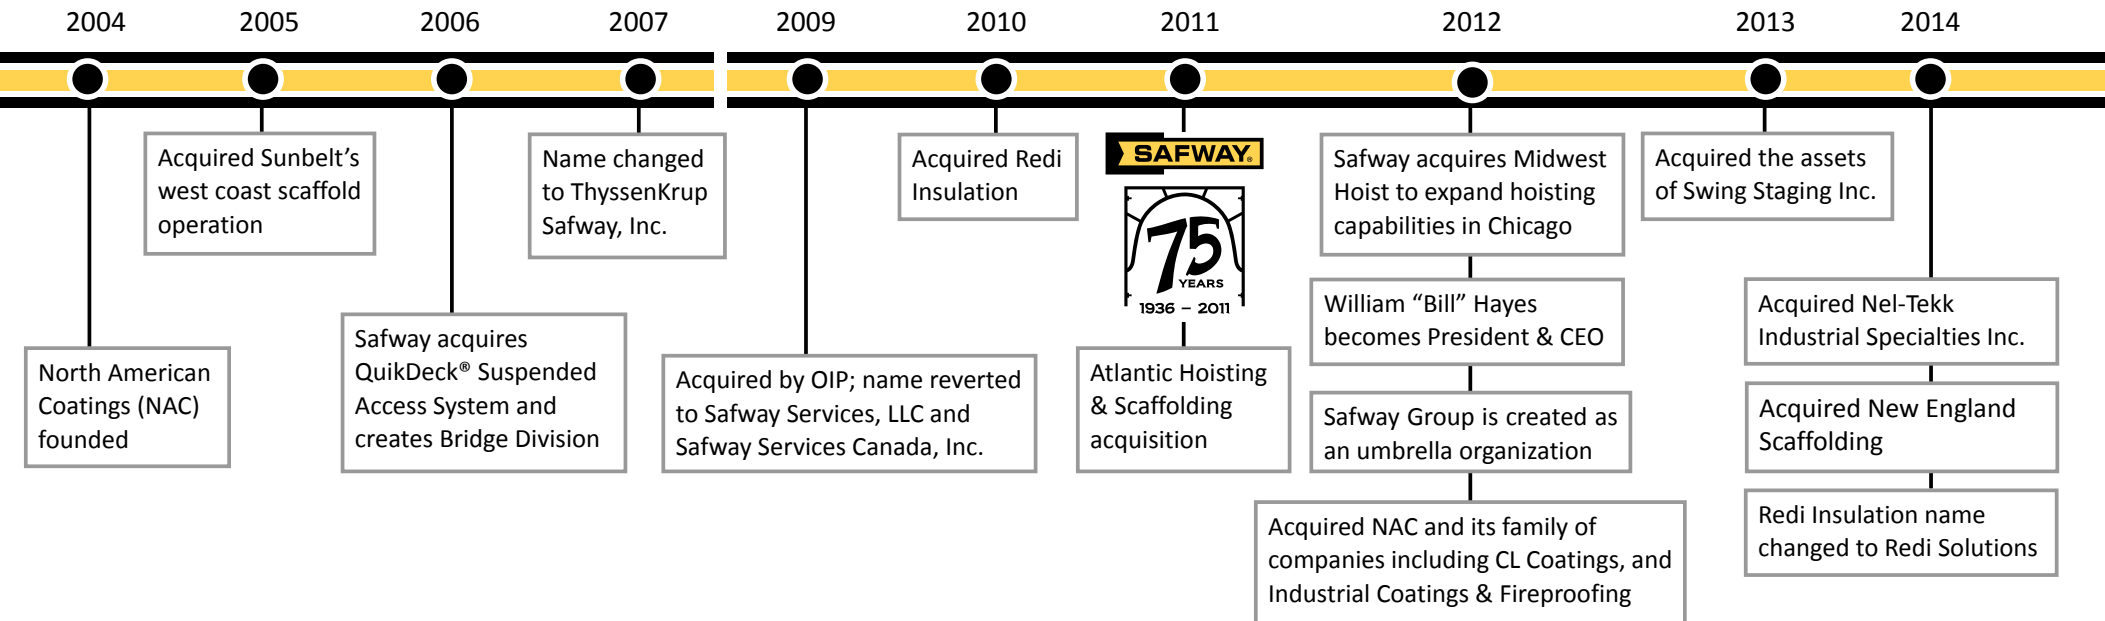 2004
2005
2006
2007
2009
2010
2011
2012
2013
2014
North American
Coatings (NAC)
founded
Acquired Sunbelt’s
west coast scaffold
operation
Safway acquires
QuikDeck® Suspended
Access System and
creates Bridge Division
Name changed
to ThyssenKrup
Safway, Inc.
Acquired by OIP; name reverted
to Safway Services, LLC and
Safway Services Canada, Inc.
Acquired Redi
Insulation
SAFWAY®
75
YEARS
1936 – 2011
Atlantic Hoisting
& Scaffolding
acquisition
Safway acquires Midwest
Hoist to expand hoisting
capabilities in Chicago
William “Bill” Hayes
becomes President & CEO
Safway Group is created as
an umbrella organization
Acquired NAC and its family of
companies including CL Coatings, and
Industrial Coatings & Fireproofing
Acquired the assets
of Swing Staging Inc.
Acquired Nel-Tekk
Industrial Specialties Inc.
Acquired New England
Scaffolding
Redi Insulation name
changed to Redi Solutions